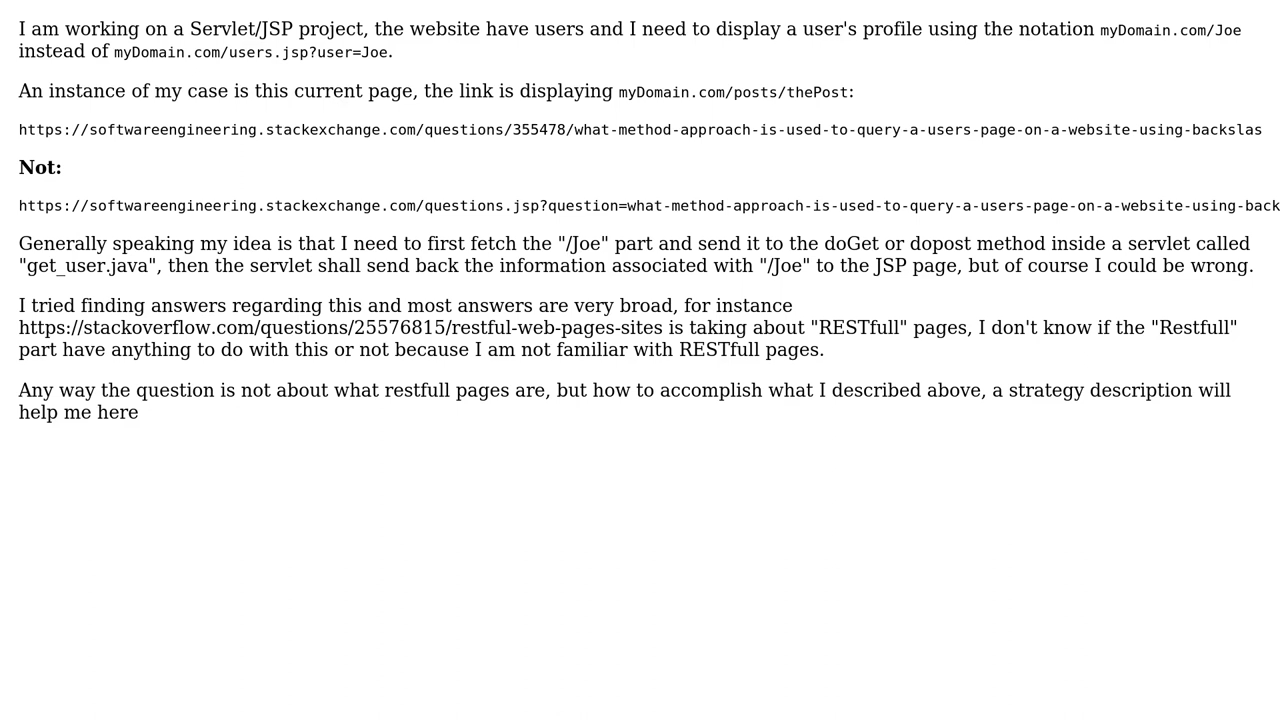 I am working on a Servlet/JSP project, the website have users and I need to display a user's profile using the notation myDomain.com/Joe
instead of myDomain.com/users.jsp?user=Joe.
An instance of my case is this current page, the link is displaying myDomain.com/posts/thePost:
https://softwareengineering.stackexchange.com/questions/355478/what-method-approach-is-used-to-query-a-users-page-on-a-website-using-backslas
Not:
https://softwareengineering.stackexchange.com/questions.jsp?question=what-method-approach-is-used-to-query-a-users-page-on-a-website-using-back
Generally speaking my idea is that I need to first fetch the "/Joe" part and send it to the doGet or dopost method inside a servlet called
"get_user.java", then the servlet shall send back the information associated with "/Joe" to the JSP page, but of course I could be wrong.
I tried finding answers regarding this and most answers are very broad, for instance
https://stackoverflow.com/questions/25576815/restful-web-pages-sites is taking about "RESTfull" pages, I don't know if the "Restfull"
part have anything to do with this or not because I am not familiar with RESTfull pages.
Any way the question is not about what restfull pages are, but how to accomplish what I described above, a strategy description will
help me here